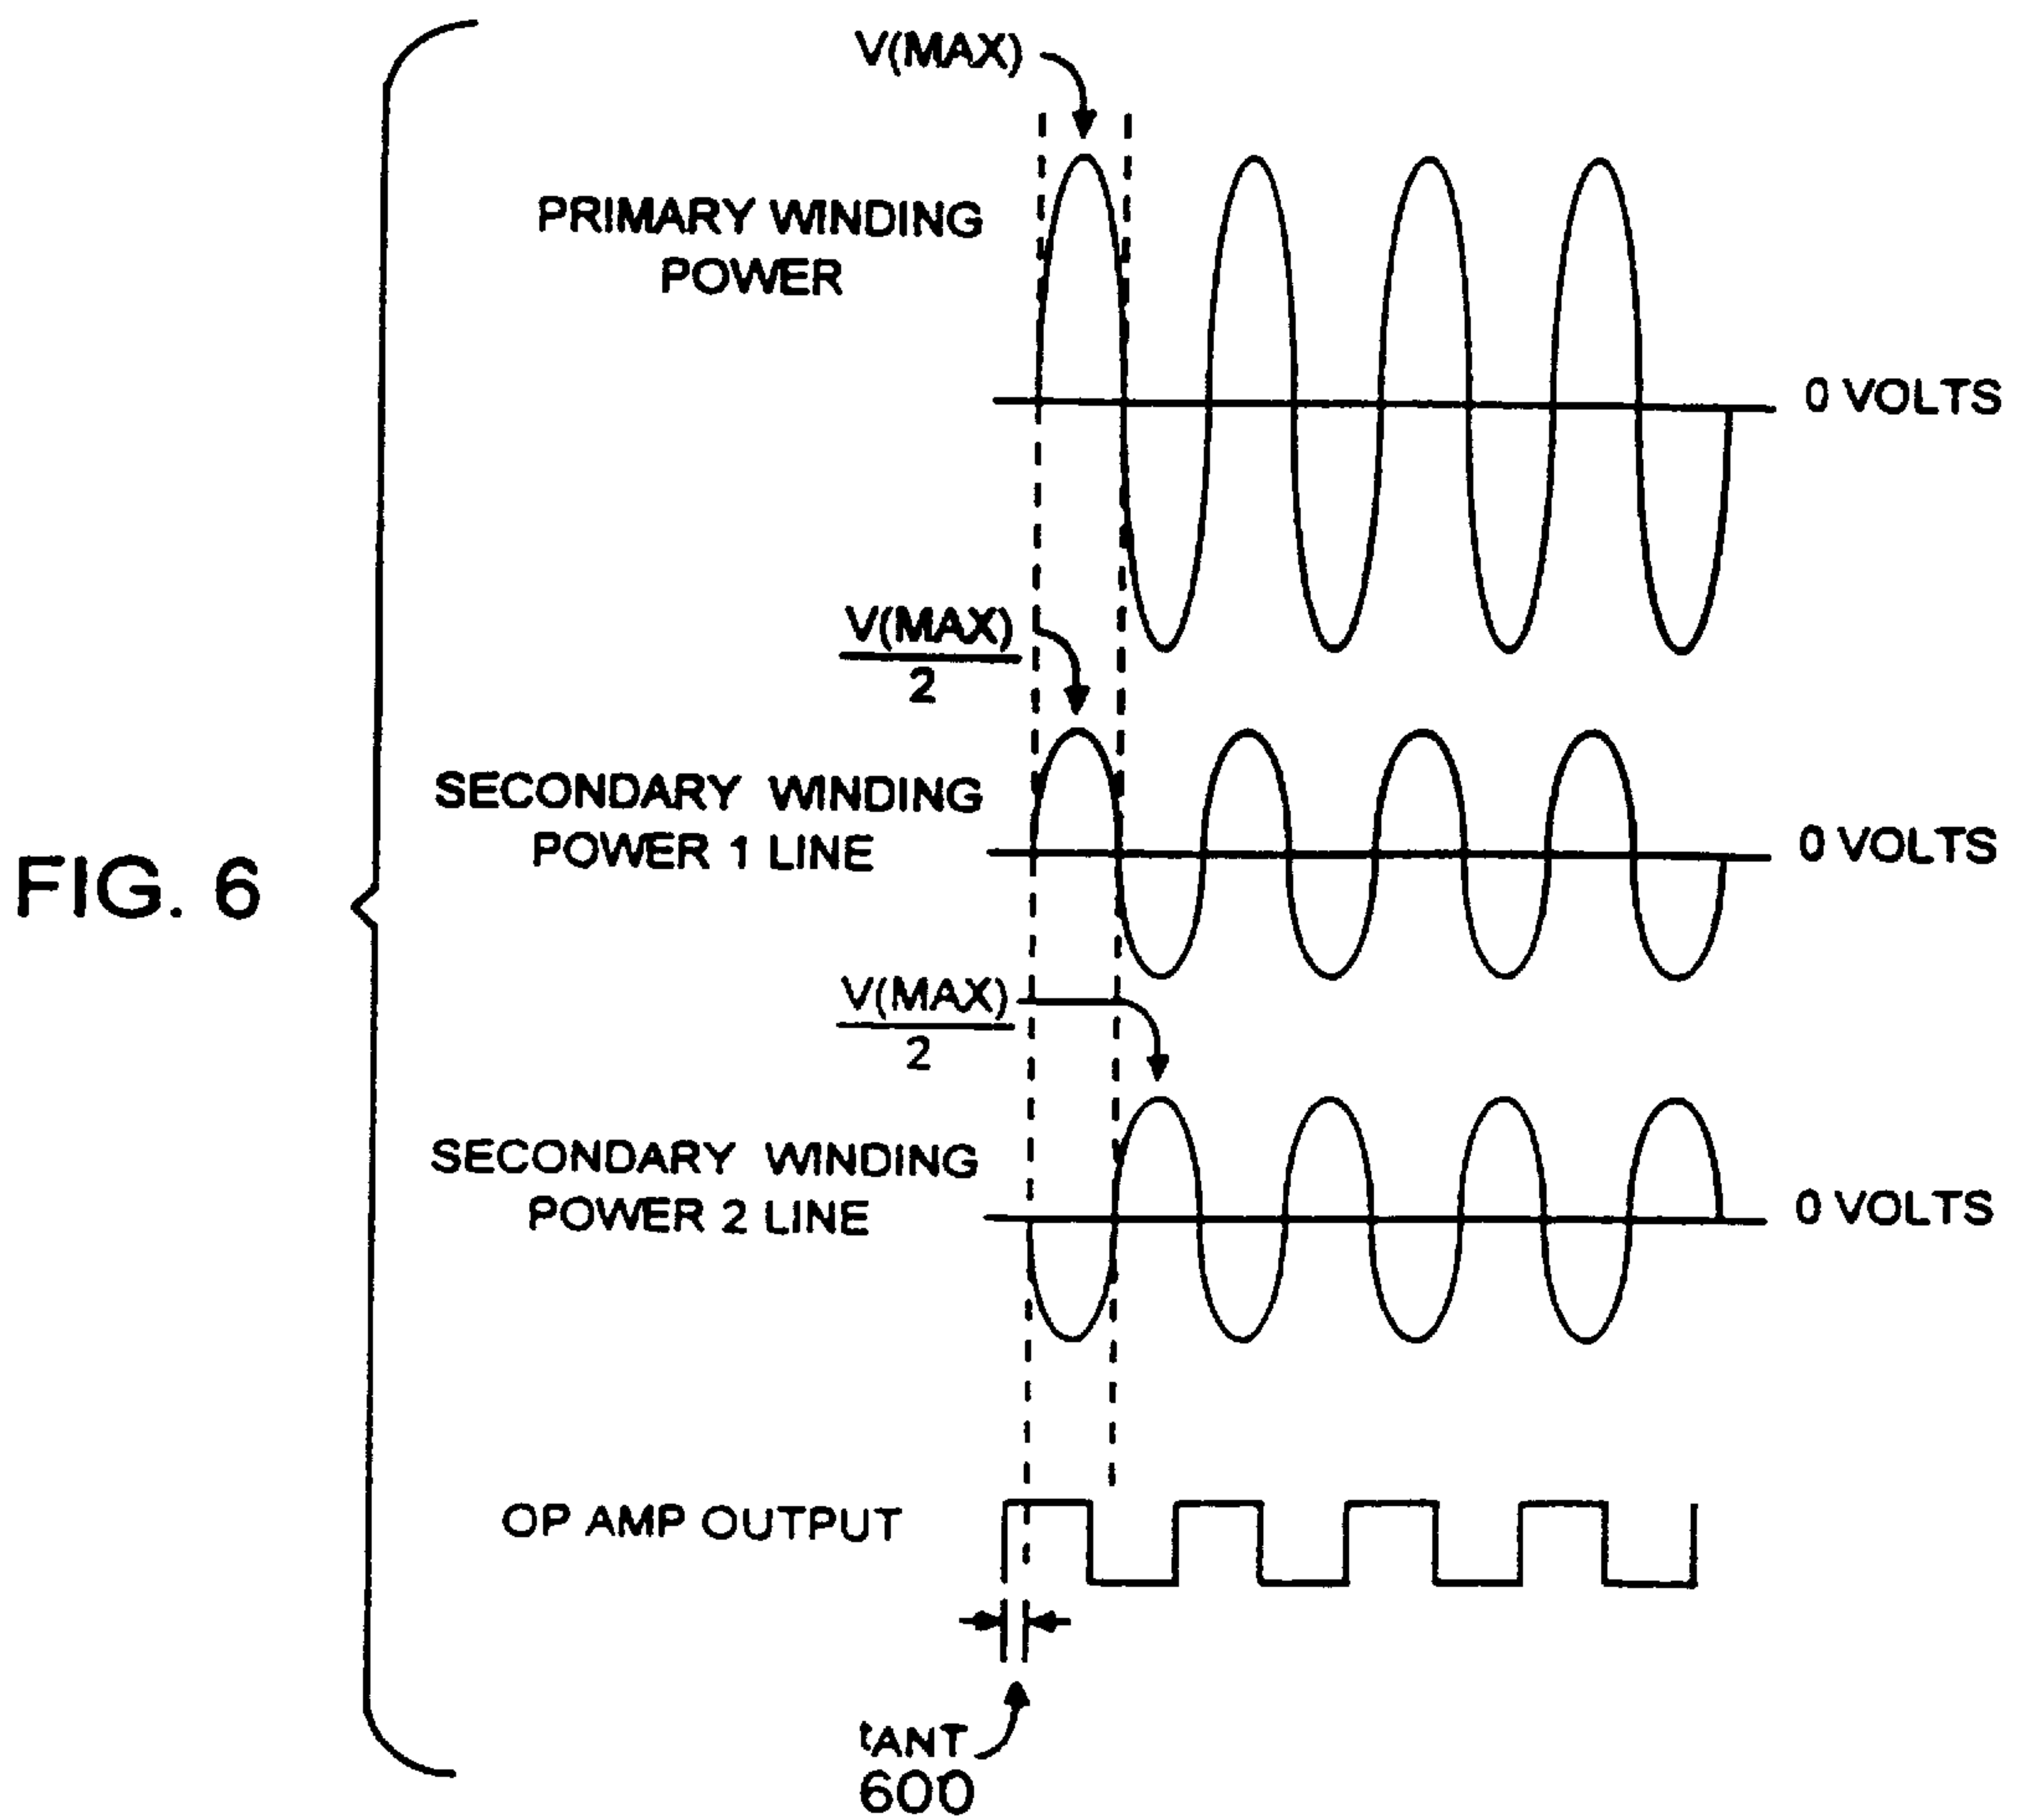 V(MAX)
PRIMARY WINDING
POWER
0 VOLTS
V(MAX)
2
SECONDARY WINDING
POWER 1 LINE
0 VOLTS
FIG. 6
V(MAX)
2
SECONDARY WINDING
POWER 2 LINE
0 VOLTS
OP AMP OUTPUT
tANT
600